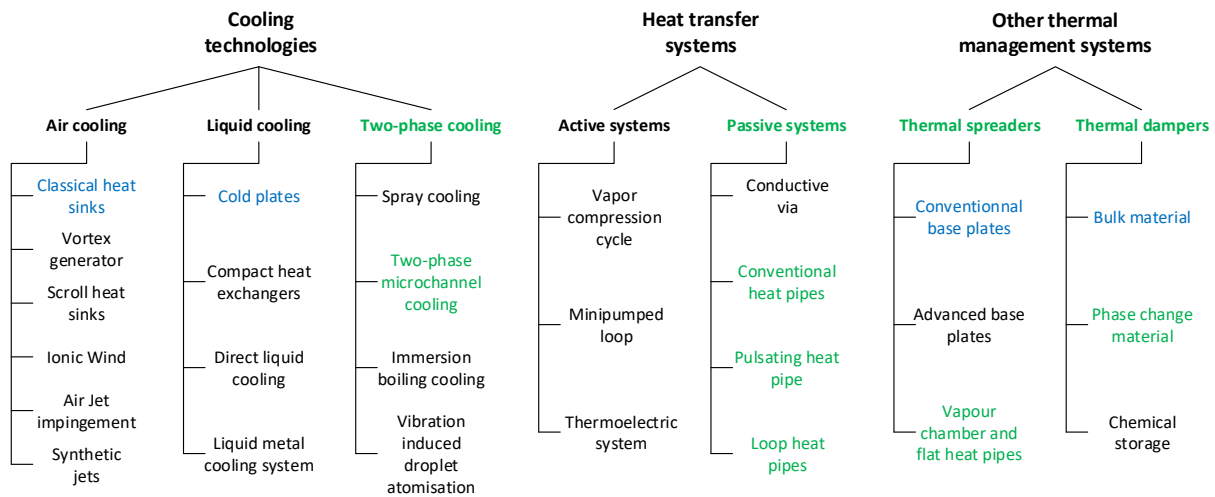 Cooling
technologies
Air cooling
Classical heat
sinks
Vortex
generator
Scroll heat
sinks
Ionic Wind
Air Jet
impingement
Synthetic
jets
Liquid cooling
Cold plates
Compact heat
exchangers
Direct liquid
cooling
Liquid metal
cooling system
Two-phase cooling
Spray cooling
Two-phase
microchannel
cooling
Immersion
boiling cooling
Vibration
induced
droplet
atomisation
Heat transfer
systems
Active systems
Vapor
compression
cycle
Minipumped
loop
Thermoelectric
system
Passive systems
Conductive
via
Conventional
heat pipes
Pulsating heat
pipe
Loop heat
pipes
Other thermal
management systems
Thermal spreaders
Conventionnal
base plates
Advanced base
plates
Vapour
chamber and
flat heat pipes
Thermal dampers
Bulk material
Phase change
material
Chemical
storage